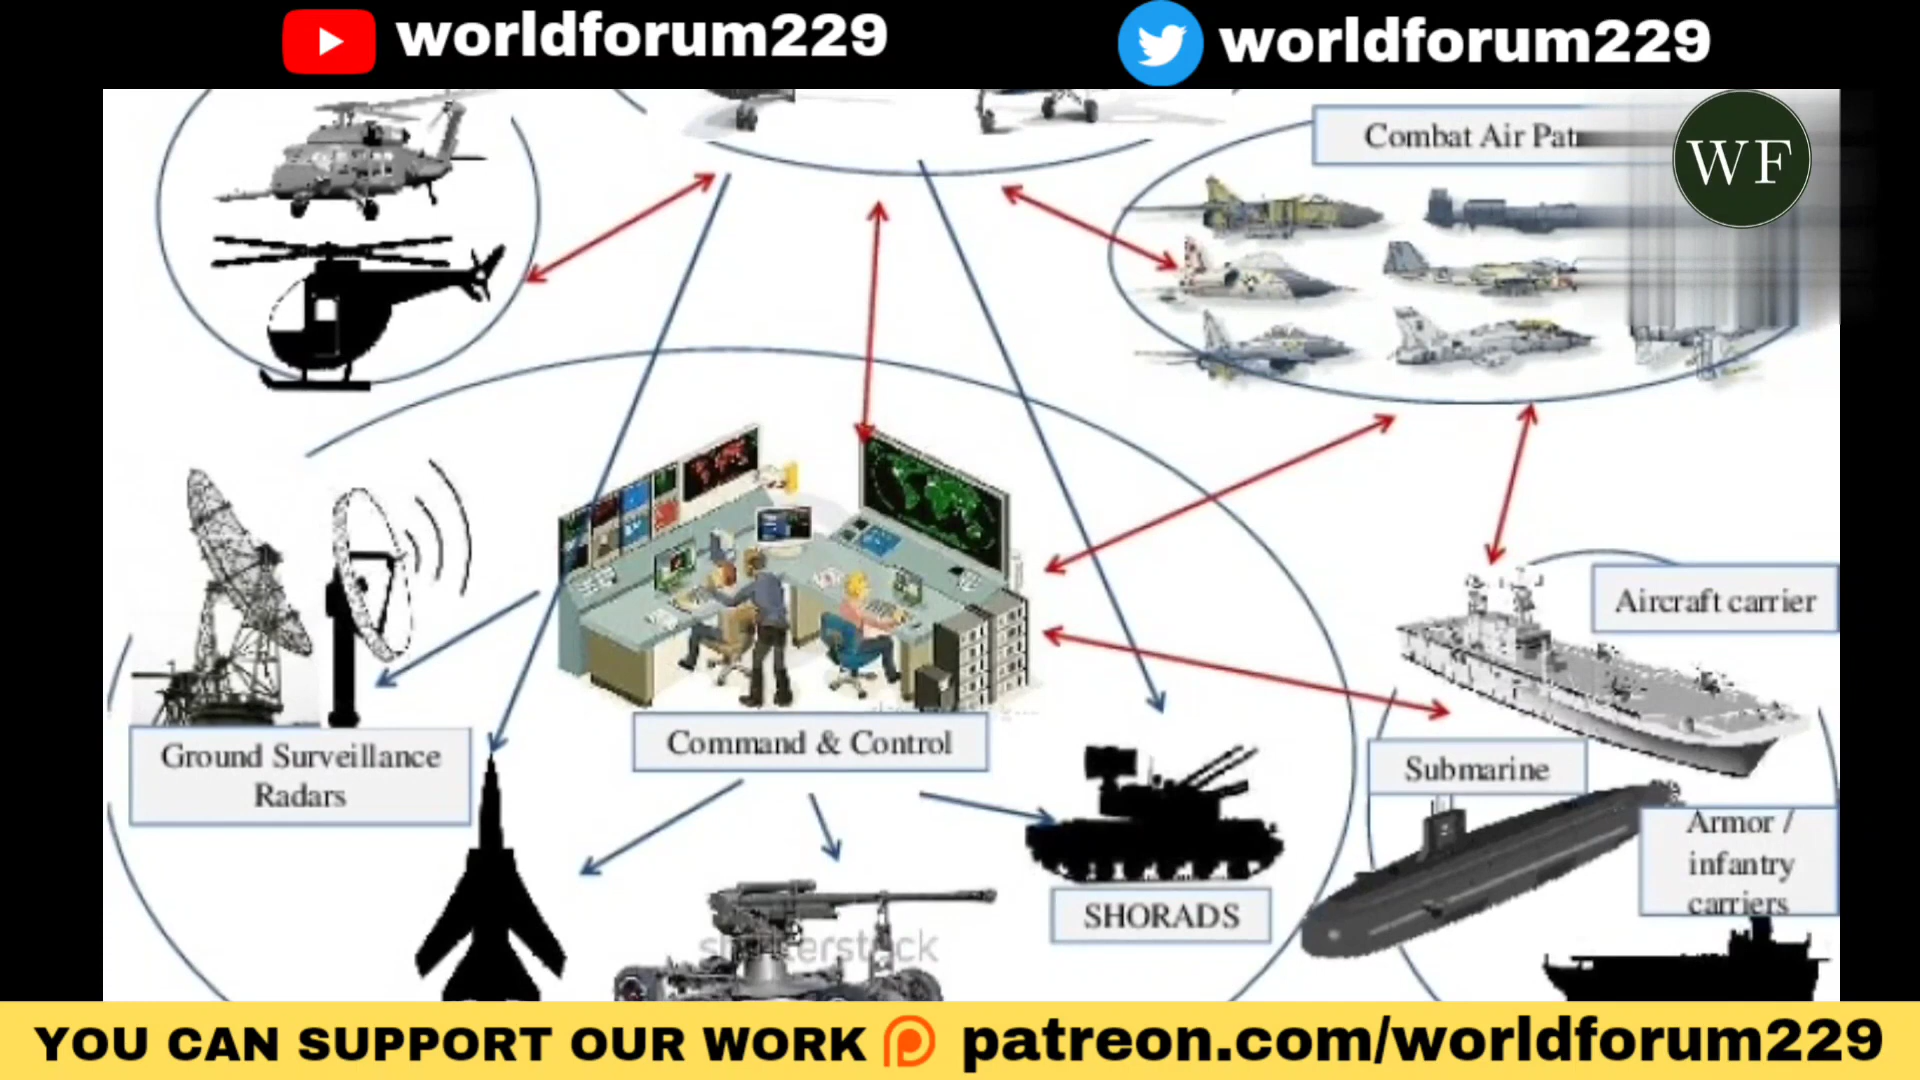 worldforum229
worldforum229
Combat Air Pat
WF
Aircraft carrier
Ground Surveillance
Radars
Command & Control
Submarine
Armor /
infantry
carriers
SHORADS
shutterstock
YOU CAN SUPPORT OUR WORK patreon.com/worldforum229